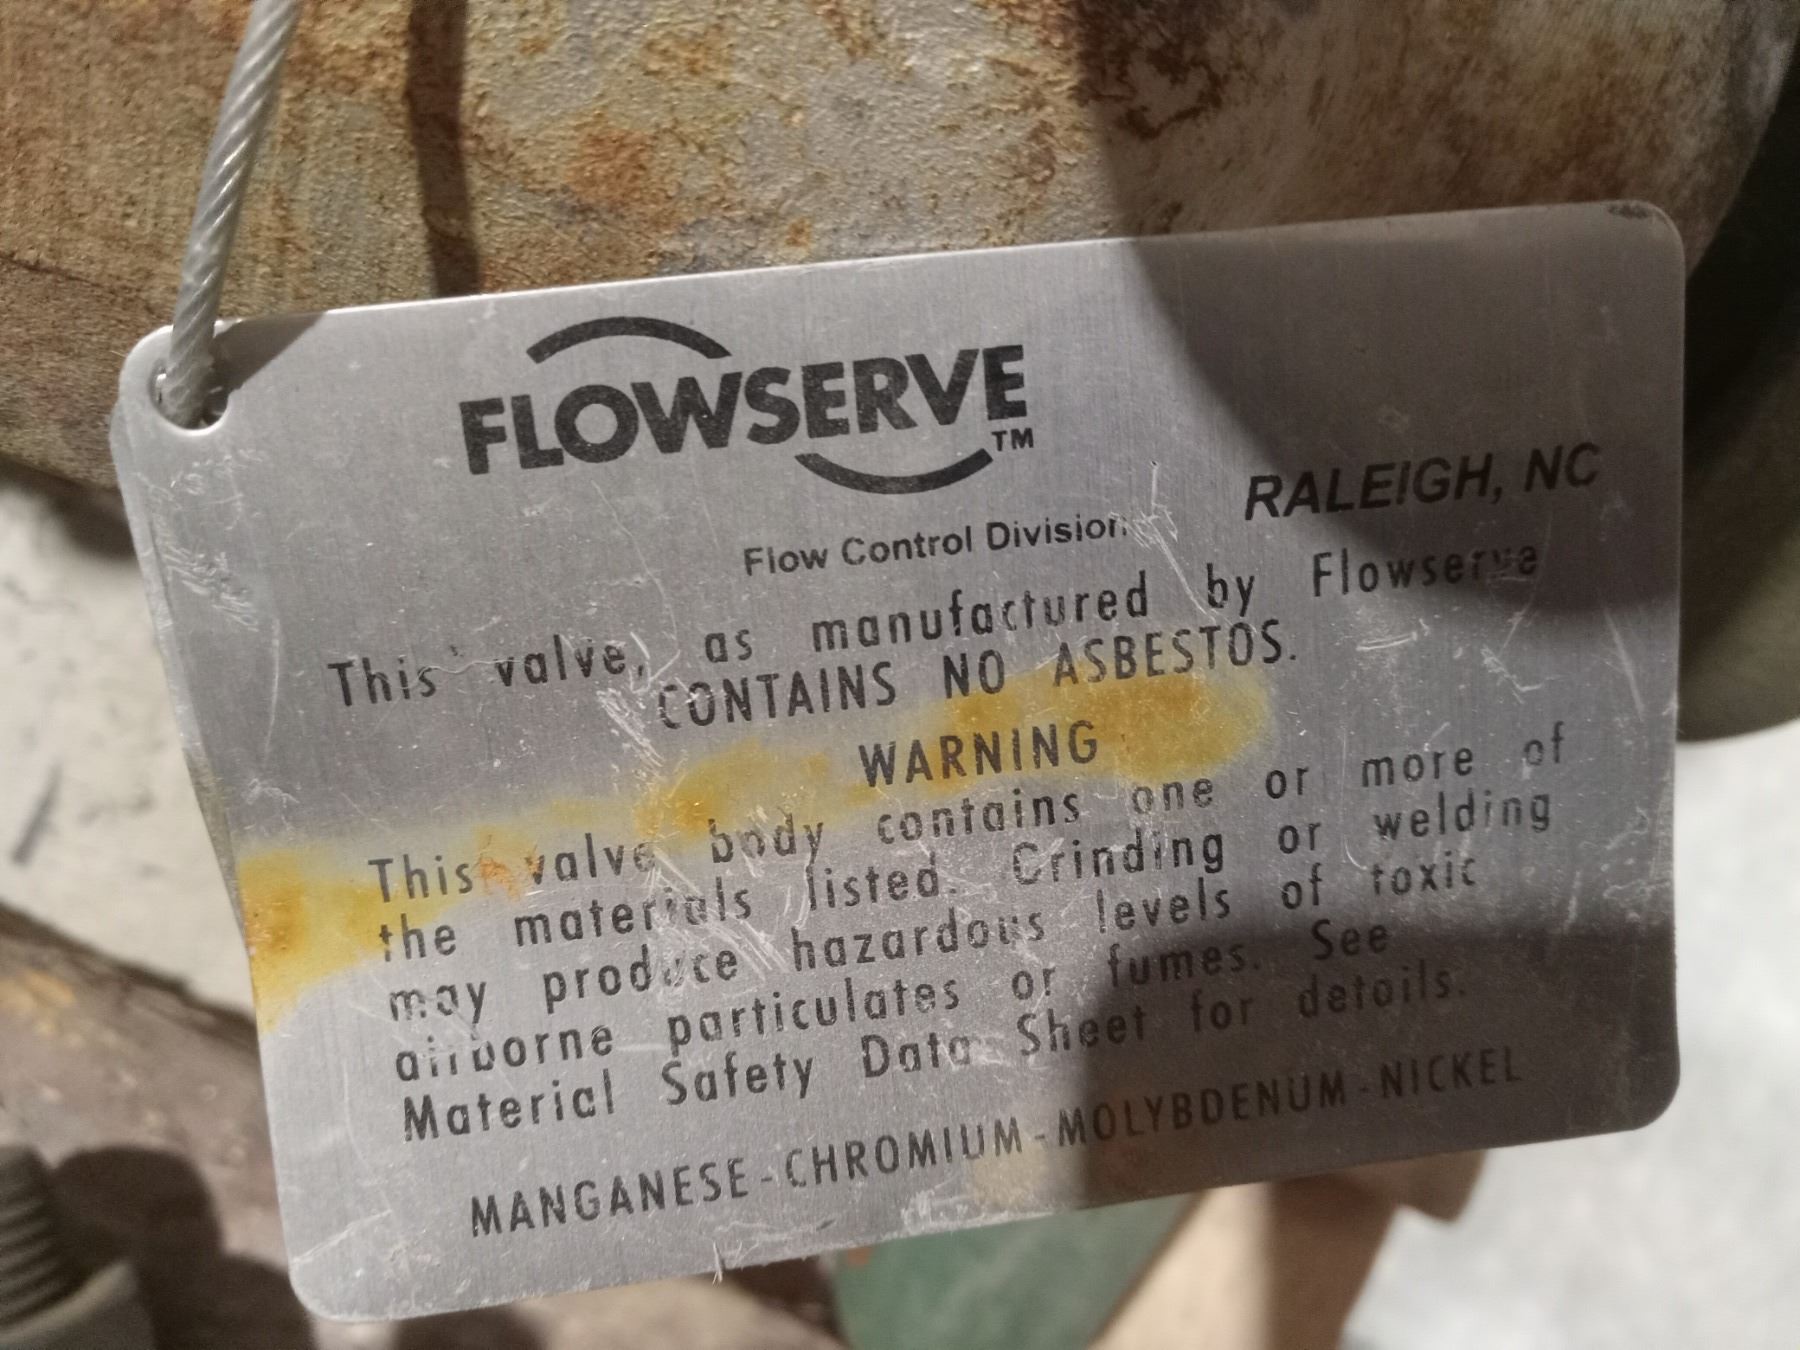 FLOWSERVE™
RALEIGH, NC
Flow Control Division
This valve, as manufactured by Flowserve
CONTAINS NO ASBESTOS.
WARNING
This valve body contains one or more of
the materials listed. Grinding or welding
may produce hazardous levels of toxic
airborne particulates or fumes. See
Material Safety Data Sheet for details.
MANGANESE - CHROMIUM - MOLYBDENUM - NICKEL